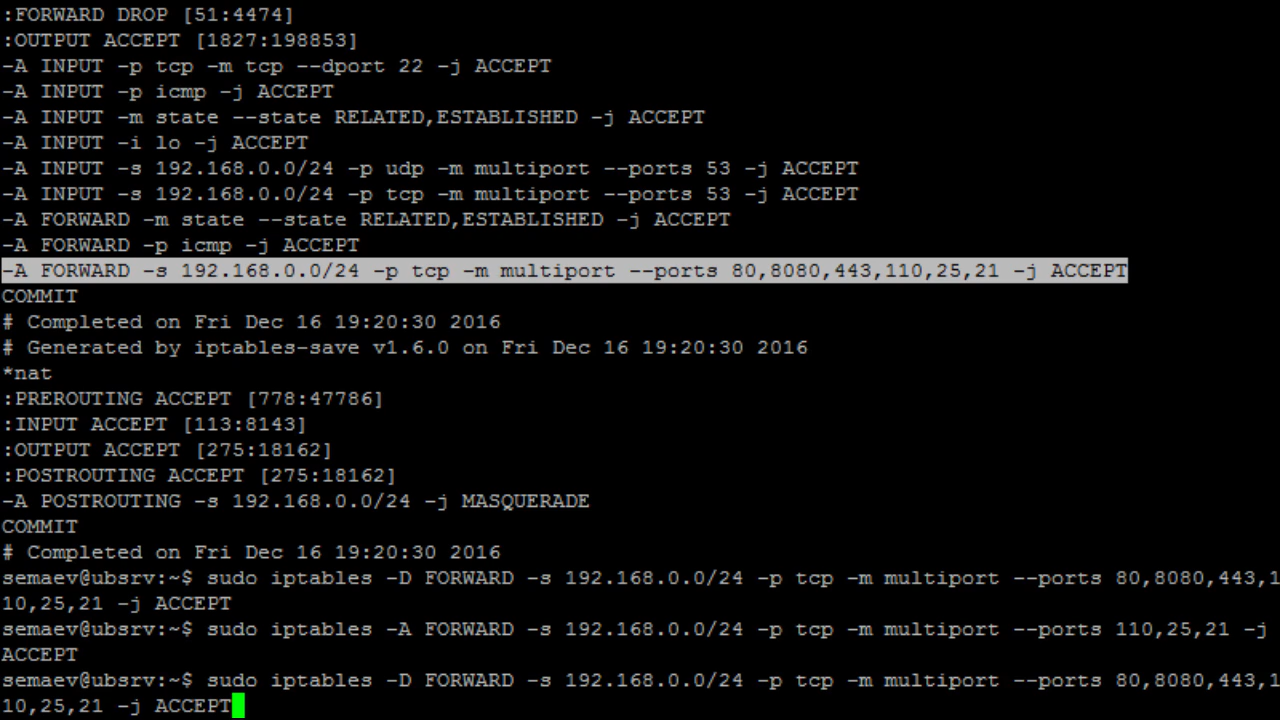 :FORWARD DROP [51:4474]
:OUTPUT ACCEPT [1827:198853]
-A INPUT -p tcp -m tcp --dport 22 -j ACCEPT
-A INPUT -p icmp -j ACCEPT
-A INPUT -m state --state RELATED,ESTABLISHED -j ACCEPT
-A INPUT -i lo -j ACCEPT
-A INPUT -s 192.168.0.0/24 -p udp -m multiport --ports 53 -j ACCEPT
-A INPUT -s 192.168.0.0/24 -p tcp -m multiport --ports 53 -j ACCEPT
-A FORWARD -m state --state RELATED,ESTABLISHED -j ACCEPT
-A FORWARD -p icmp -j ACCEPT
-A FORWARD -s 192.168.0.0/24 -p tcp -m multiport --ports 80,8080,443,110,25,21 -j ACCEPT
COMMIT
# Completed on Fri Dec 16 19:20:30 2016
# Generated by iptables-save v1.6.0 on Fri Dec 16 19:20:30 2016
*nat
:PREROUTING ACCEPT [778:47786]
:INPUT ACCEPT [113:8143]
:OUTPUT ACCEPT [275:18162]
:POSTROUTING ACCEPT [275:18162]
-A POSTROUTING -s 192.168.0.0/24 -j MASQUERADE
COMMIT
# Completed on Fri Dec 16 19:20:30 2016
semaev@ubsrv:~$ sudo iptables -D FORWARD -s 192.168.0.0/24 -p tcp -m multiport --ports 80,8080,443,1
10,25,21 -j ACCEPT
semaev@ubsrv:~$ sudo iptables -A FORWARD -s 192.168.0.0/24 -p tcp -m multiport --ports 110,25,21 -j
ACCEPT
semaev@ubsrv:~$ sudo iptables -D FORWARD -s 192.168.0.0/24 -p tcp -m multiport --ports 80,8080,443,1
10,25,21 -j ACCEPT